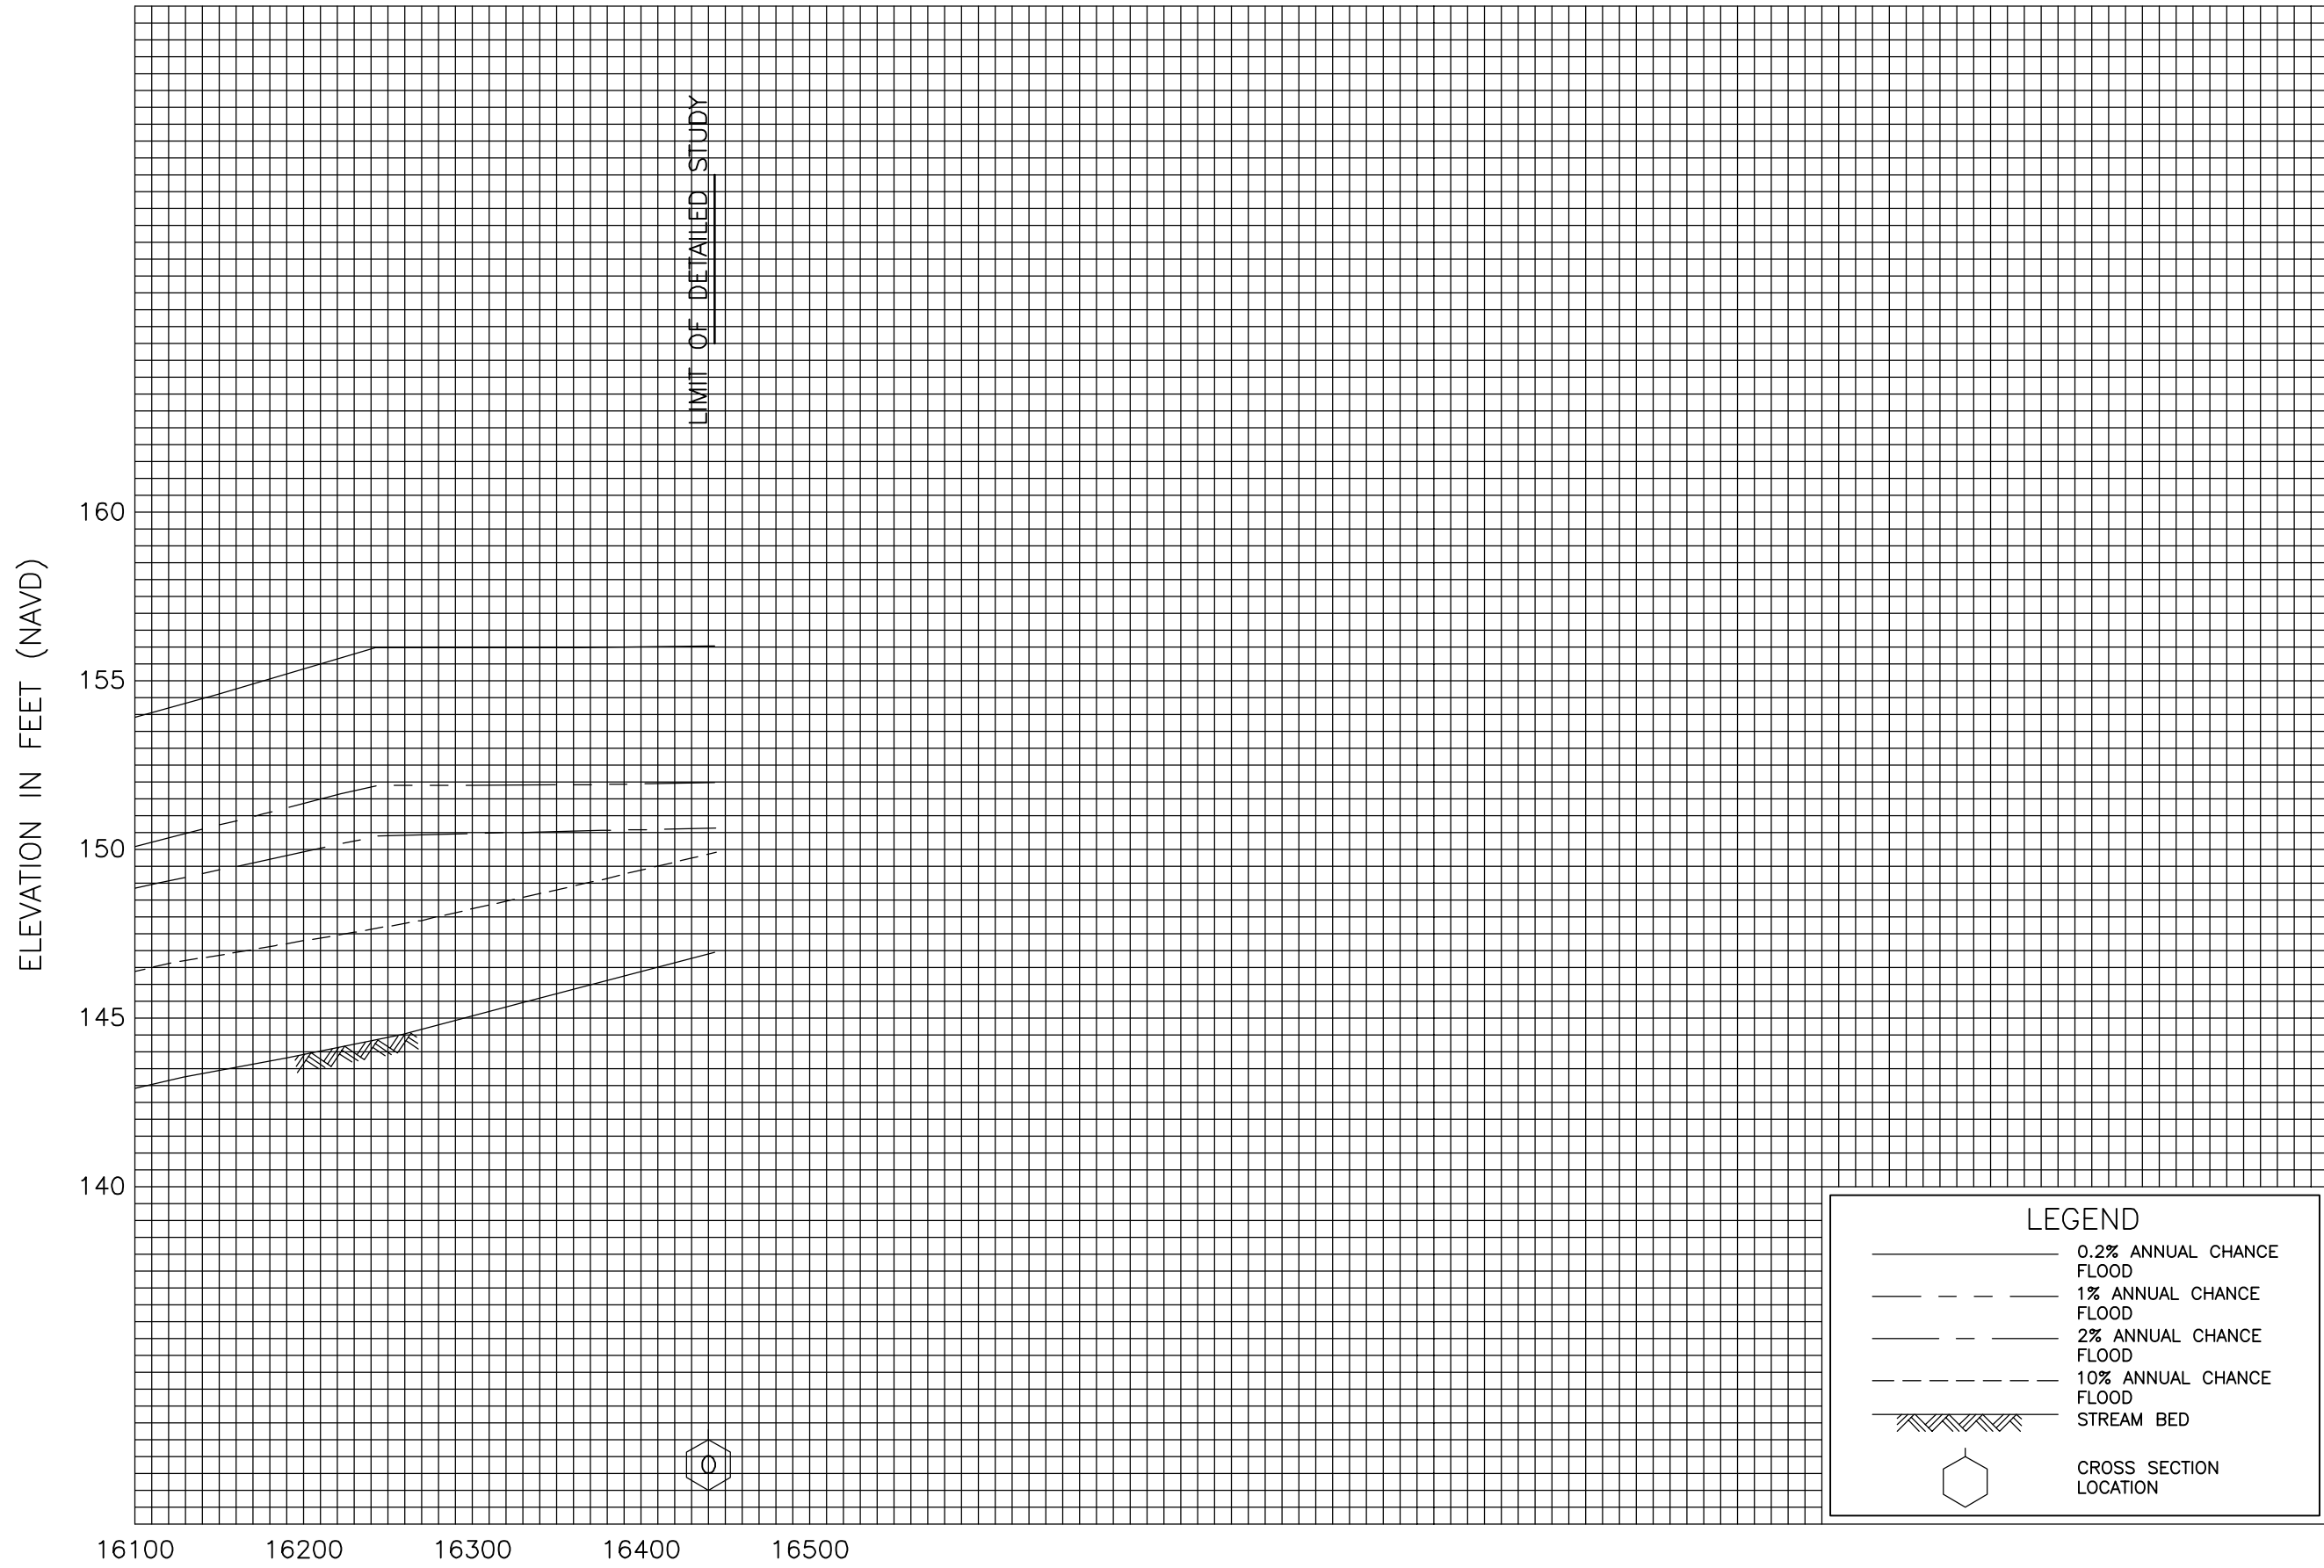 LIMIT OF DETAILED STUDY
ELEVATION IN FEET (NAVD)
160
155
150
145
140
LEGEND
0.2% ANNUAL CHANCE
FLOOD
1% ANNUAL CHANCE
FLOOD
2% ANNUAL CHANCE
FLOOD
10% ANNUAL CHANCE
FLOOD
STREAM BED
CROSS SECTION
LOCATION
O
16100 16200 16300 16400 16500